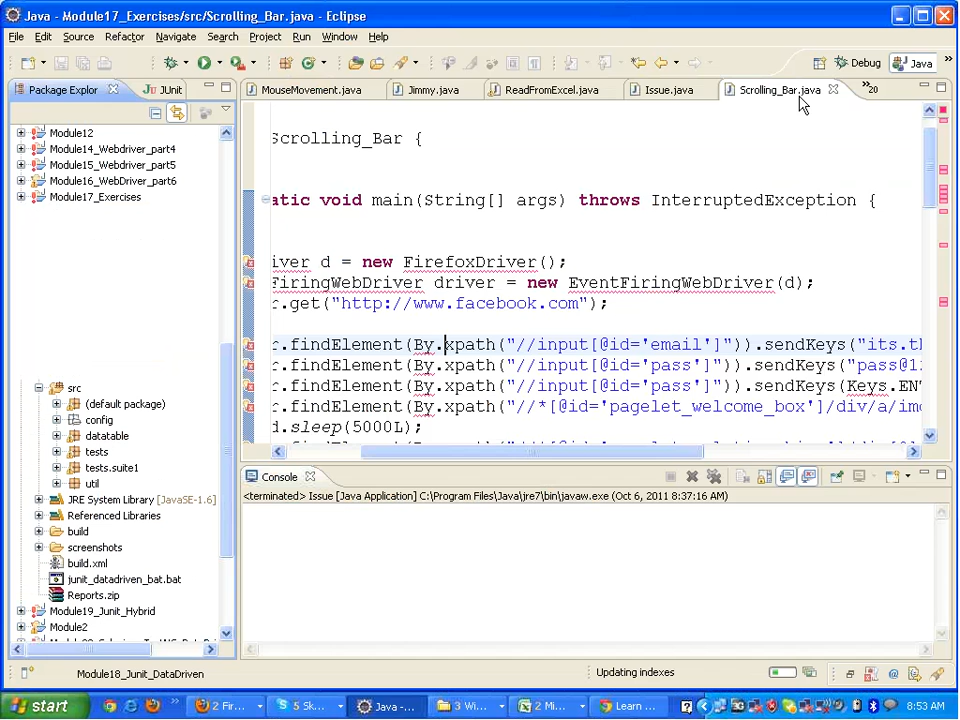 Java - Module17_Exercises/src/Scrolling_Bar.java - Eclipse
File Edit Source Refactor Navigate Search Project Run Window Help
Debug Java »
Package Explor JUnit MouseMovement.java Jimmy.java ReadFromExcel.java Issue.java Scrolling_Bar.java »20
Module12
Module14_Webdriver_part4
Module15_Webdriver_part5
Module16_WebDriver_part6
Module17_Exercises
src
(default package)
config
datatable
tests
tests.suite1
util
JRE System Library [JavaSE-1.6]
Referenced Libraries
build
screenshots
build.xml
junit_datadriven_bat.bat
Reports.zip
Module19_Junit_Hybrid
Module2
Scrolling_Bar {
atic void main(String[] args) throws InterruptedException {
iver d = new FirefoxDriver();
FiringWebDriver driver = new EventFiringWebDriver(d);
r.get("http://www.facebook.com");
r.findElement(By.xpath("//input[@id='email']")).sendKeys("its.th
r.findElement(By.xpath("//input[@id='pass']")).sendKeys("pass@12
r.findElement(By.xpath("//input[@id='pass']")).sendKeys(Keys.EN
r.findElement(By.xpath("//*[@id='pagelet_welcome_box']/div/a/im
d.sleep(5000L);
Console
<terminated> Issue [Java Application] C:\Program Files\Java\jre7\bin\javaw.exe (Oct 6, 2011 8:37:16 AM)
Module18_Junit_DataDriven
Updating indexes
start 2 Fir... 5 Sk... Java -... 3 Wi... 2 Mi... Learn ... 8:53 AM